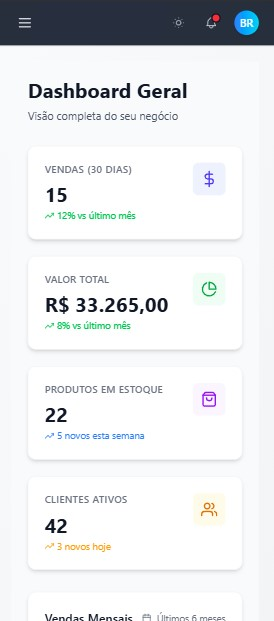 BR
Dashboard Geral
Visão completa do seu negócio
VENDAS (30 DIAS)
15
12% vs último mês
VALOR TOTAL
R$ 33.265,00
8% vs último mês
PRODUTOS EM ESTOQUE
22
5 novos esta semana
CLIENTES ATIVOS
42
3 novos hoje
Vendas Mensais
Últimos 6 meses